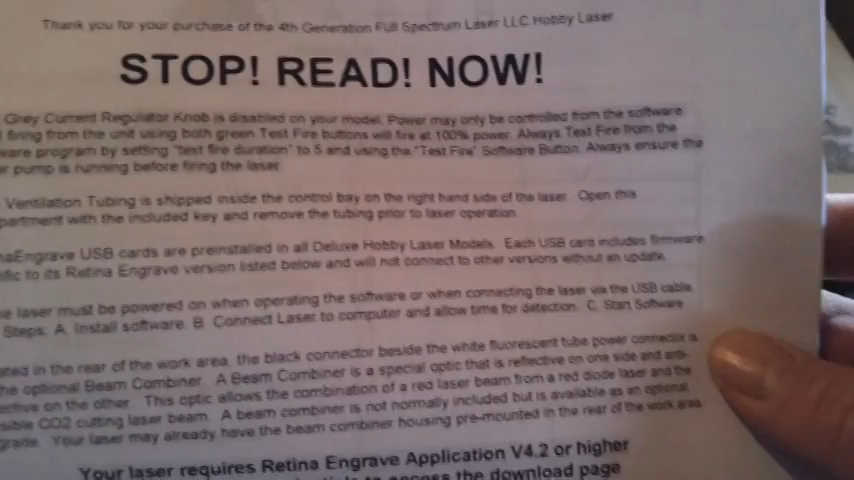 Thank you for your purchase of the 4th Generation Full Spectrum Laser LLC Hobby Laser
STOP! READ! NOW!
Grey Current Regulator Knob is disabled on your model. Power may only be controlled from the software
firing from the unit using both green Test Fire buttons will fire at 100% power. Always Test Fire from the
ware program by setting "test fire duration" to 5 and using the "Test Fire" Software Button. Always ensure the
er pump is running before firing the laser.
Ventilation Tubing is shipped inside the control bay on the right hand side of the laser. Open this
partment with the included key and remove the tubing prior to laser operation.
naEngrave USB cards are preinstalled in all Deluxe Hobby Laser Models. Each USB card includes firmware
ific to its Retina Engrave version listed below and will not connect to other versions without an update.
e laser must be powered on when operating the software or when connecting the laser via the USB cable.
Steps: A. Install software. B. Connect Laser to computer and allow time for detection. C. Start Software
ated in the rear of the work area, the black connector beside the white fluorescent tube power connector is
he optional Beam Combiner. A Beam Combiner is a special optic that is reflective on one side and anti-
ective on the other. This optic allows the combination of a red laser beam from a red diode laser and the
sible CO2 cutting laser beam. A beam combiner is not normally included but is available as an optional
grade. Your laser may already have the beam combiner housing pre-mounted in the rear of the work area.
Your laser requires Retina Engrave Application V4.2 or higher
access the download page